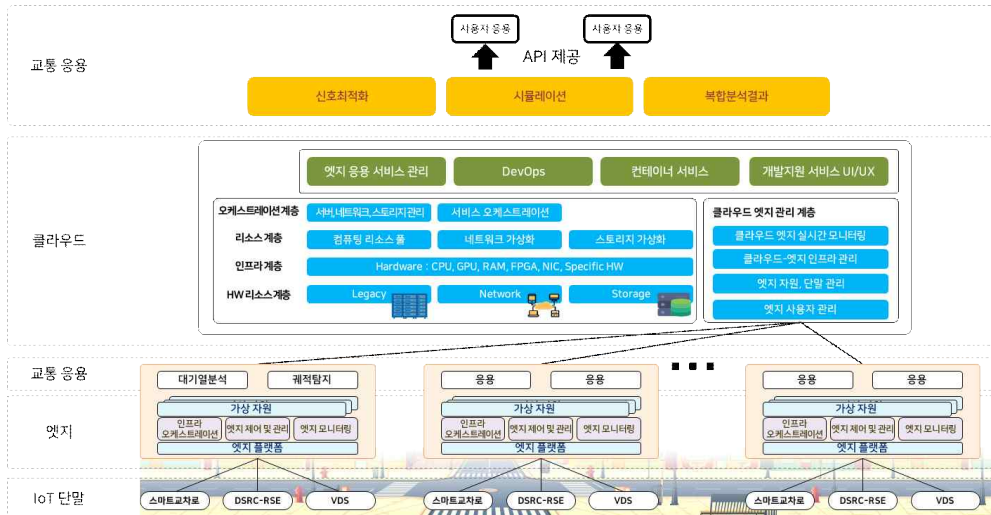 사용자 응용
사용자 응용
API 제공
교통 응용
신호최적화
시뮬레이션
복합분석결과
엣지 응용 서비스 관리
DevOps
컨테이너 서비스
개발지원 서비스 UI/UX
클라우드
오케스트레이션계층
서버,네트워크,스토리지관리
서비스 오케스트레이션
리소스 계층
컴퓨팅 리소스 풀
네트워크 가상화
스토리지 가상화
인프라 계층
Hardware : CPU, GPU, RAM, FPGA, NIC, Specific HW
HW 리소스계층
Legacy
Network
Storage
클라우드 엣지 관리 계층
클라우드 엣지 실시간 모니터링
클라우드-엣지 인프라 관리
엣지 자원, 단말 관리
엣지 사용자 관리
교통 응용
대기열분석
궤적탐지
응용
응용
응용
응용
엣지
가상 자원
인프라
오케스트레이션
엣지 제어 및 관리
엣지 모니터링
엣지 플랫폼
가상 자원
인프라
오케스트레이션
엣지 제어 및 관리
엣지 모니터링
엣지 플랫폼
가상 자원
인프라
오케스트레이션
엣지 제어 및 관리
엣지 모니터링
엣지 플랫폼
IoT 단말
스마트교차로
DSRC-RSE
VDS
스마트교차로
DSRC-RSE
VDS
스마트교차로
DSRC-RSE
VDS